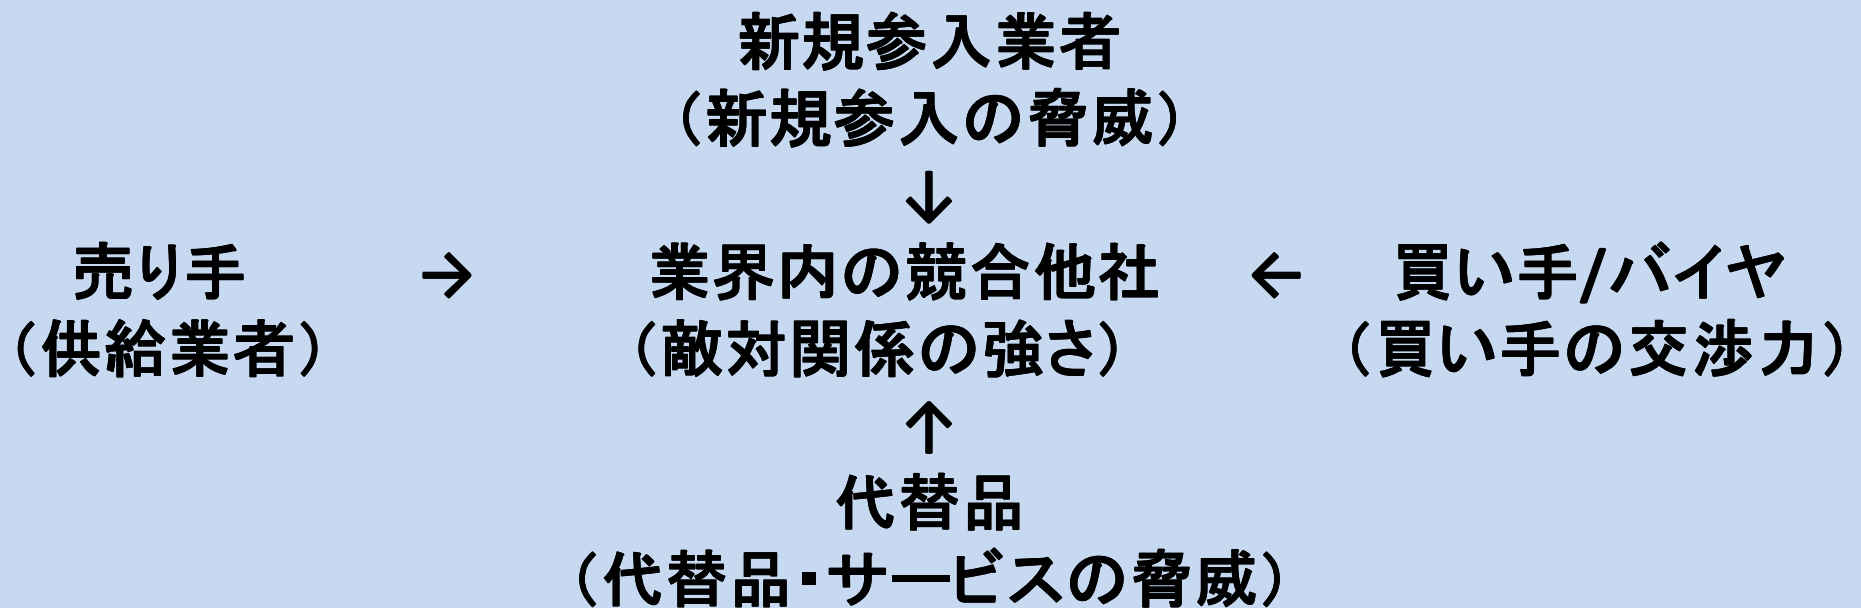 新規参入業者
（新規参入の脅威）
↓
売り手 → 業界内の競合他社 ← 買い手/バイヤ
（供給業者） （敵対関係の強さ） （買い手の交渉力）
↑
代替品
（代替品・サービスの脅威）